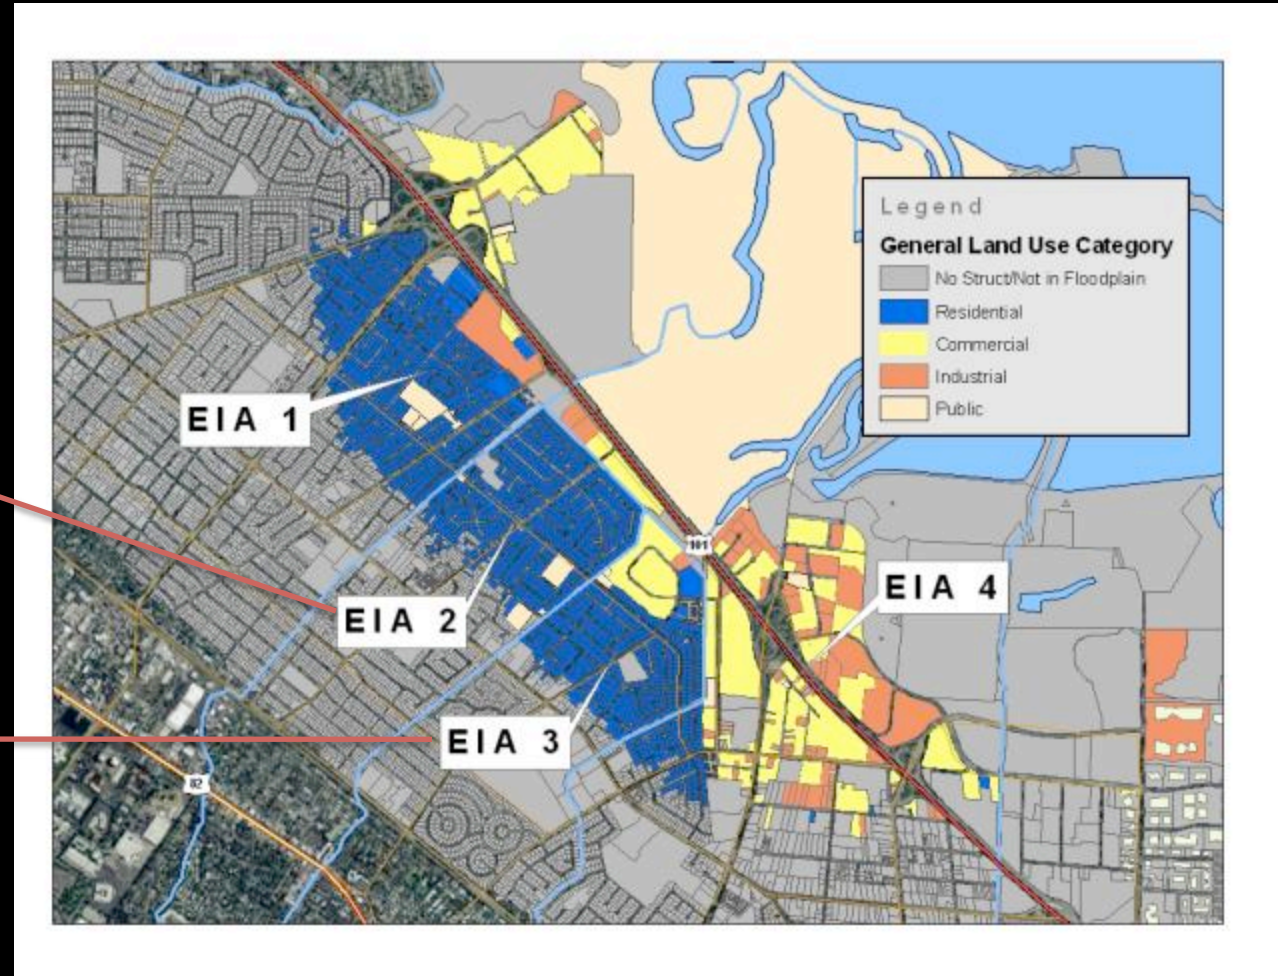 Legend
General Land Use Category
No Struct/Not in Floodplain
Residential
Commercial
Industrial
Public
EIA 1
101
EIA 4
EIA 2
EIA 3
82